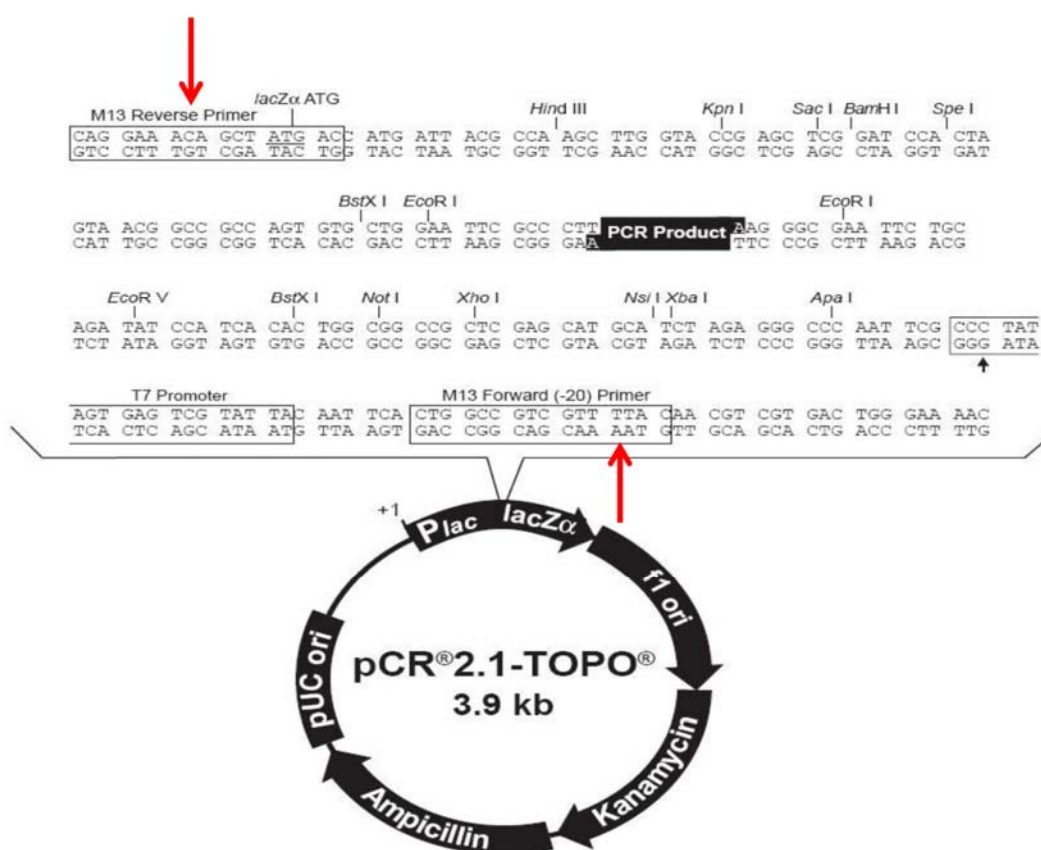 lacZα ATG
M13 Reverse Primer
Hind III Kpn I Sac I BamH I Spe I
CAG GAA ACA GCT ATG ACC ATG ATT ACG CCA AGC TTG GTA CCG AGC TCG GAT CCA CTA
GTC CTT TGT CGA TAC TGG TAC TAA TGC GGT TCG AAC CAT GGC TCG AGC CTA GGT GAT
BstX I EcoR I EcoR I
GTA ACG GCC GCC AGT GTG CTG GAA TTC GCC CTT PCR Product AAG GGC GAA TTC TGC
CAT TGC CGG CGG TCA CAC GAC CTT AAG CGG GAA TTC CCG CTT AAG ACG
EcoR V BstX I Not I Xho I Nsi I Xba I Apa I
AGA TAT CCA TCA CAC TGG CGG CCG CTC GAG CAT GCA TCT AGA GGG CCC AAT TCG CCC TAT
TCT ATA GGT AGT GTG ACC GCC GGC GAG CTC GTA CGT AGA TCT CCC GGG TTA AGC GGG ATA
T7 Promoter M13 Forward (-20) Primer
AGT GAG TCG TAT TAC AAT TCA CTG GCC GTC GTT TTA CAA CGT CGT GAC TGG GAA AAC
TCA CTC AGC ATA ATG TTA AGT GAC CGG CAG CAA AAT GTT GCA GCA CTG ACC CTT TTG
+1
Plac lacZα
f1 ori
pUC ori
pCR®2.1-TOPO®
3.9 kb
Kanamycin
Ampicillin